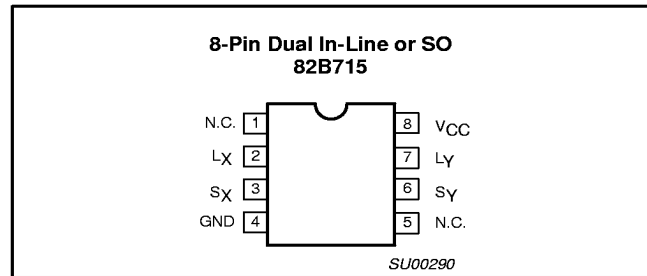 8-Pin Dual In-Line or SO
82B715
N.C. 1 8 VCC
LX 2 7 LY
SX 3 6 SY
GND 4 5 N.C.
SU00290